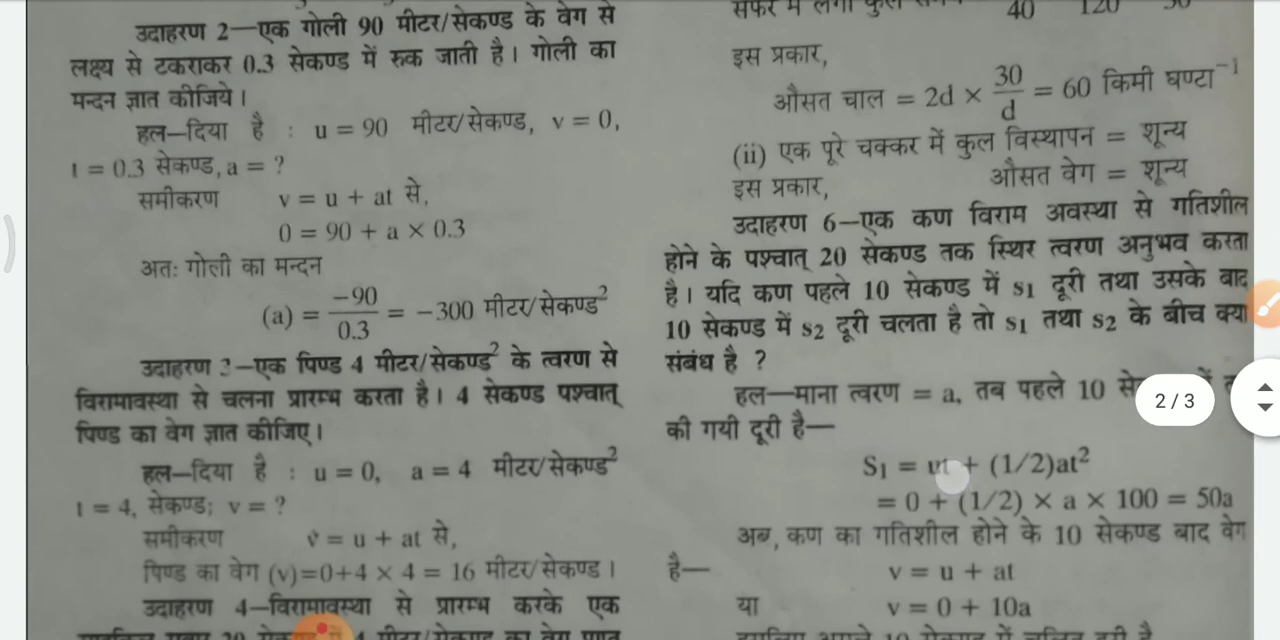 उदाहरण 2—एक गोली 90 मीटर/सेकण्ड के वेग से
लक्ष्य से टकराकर 0.3 सेकण्ड में रुक जाती है। गोली का
मन्दन ज्ञात कीजिये।
हल—दिया है : u = 90 मीटर/सेकण्ड, v = 0,
t = 0.3 सेकण्ड, a = ?
समीकरण v = u + at से,
0 = 90 + a × 0.3
अतः गोली का मन्दन
(a) = −90/0.3 = −300 मीटर/सेकण्ड²
उदाहरण 3—एक पिण्ड 4 मीटर/सेकण्ड² के त्वरण से
विरामावस्था से चलना प्रारम्भ करता है। 4 सेकण्ड पश्चात्
पिण्ड का वेग ज्ञात कीजिए।
हल—दिया है : u = 0, a = 4 मीटर/सेकण्ड²
t = 4, सेकण्ड; v = ?
समीकरण v = u + at से,
पिण्ड का वेग (v)=0+4 × 4 = 16 मीटर/सेकण्ड।
उदाहरण 4—विरामावस्था से प्रारम्भ करके एक
सफर में लगा कुल 40 120
इस प्रकार,
औसत चाल = 2d × 30/d = 60 किमी घण्टा⁻¹
(ii) एक पूरे चक्कर में कुल विस्थापन = शून्य
इस प्रकार, औसत वेग = शून्य
उदाहरण 6—एक कण विराम अवस्था से गतिशील
होने के पश्चात् 20 सेकण्ड तक स्थिर त्वरण अनुभव करता
है। यदि कण पहले 10 सेकण्ड में s₁ दूरी तथा उसके बाद
10 सेकण्ड में s₂ दूरी चलता है तो s₁ तथा s₂ के बीच क्या
संबंध है ?
हल—माना त्वरण = a, तब पहले 10
की गयी दूरी है—
S₁ = ut + (1/2)at²
= 0 + (1/2) × a × 100 = 50a
अब, कण का गतिशील होने के 10 सेकण्ड बाद वेग
है— v = u + at
या v = 0 + 10a
2 / 3